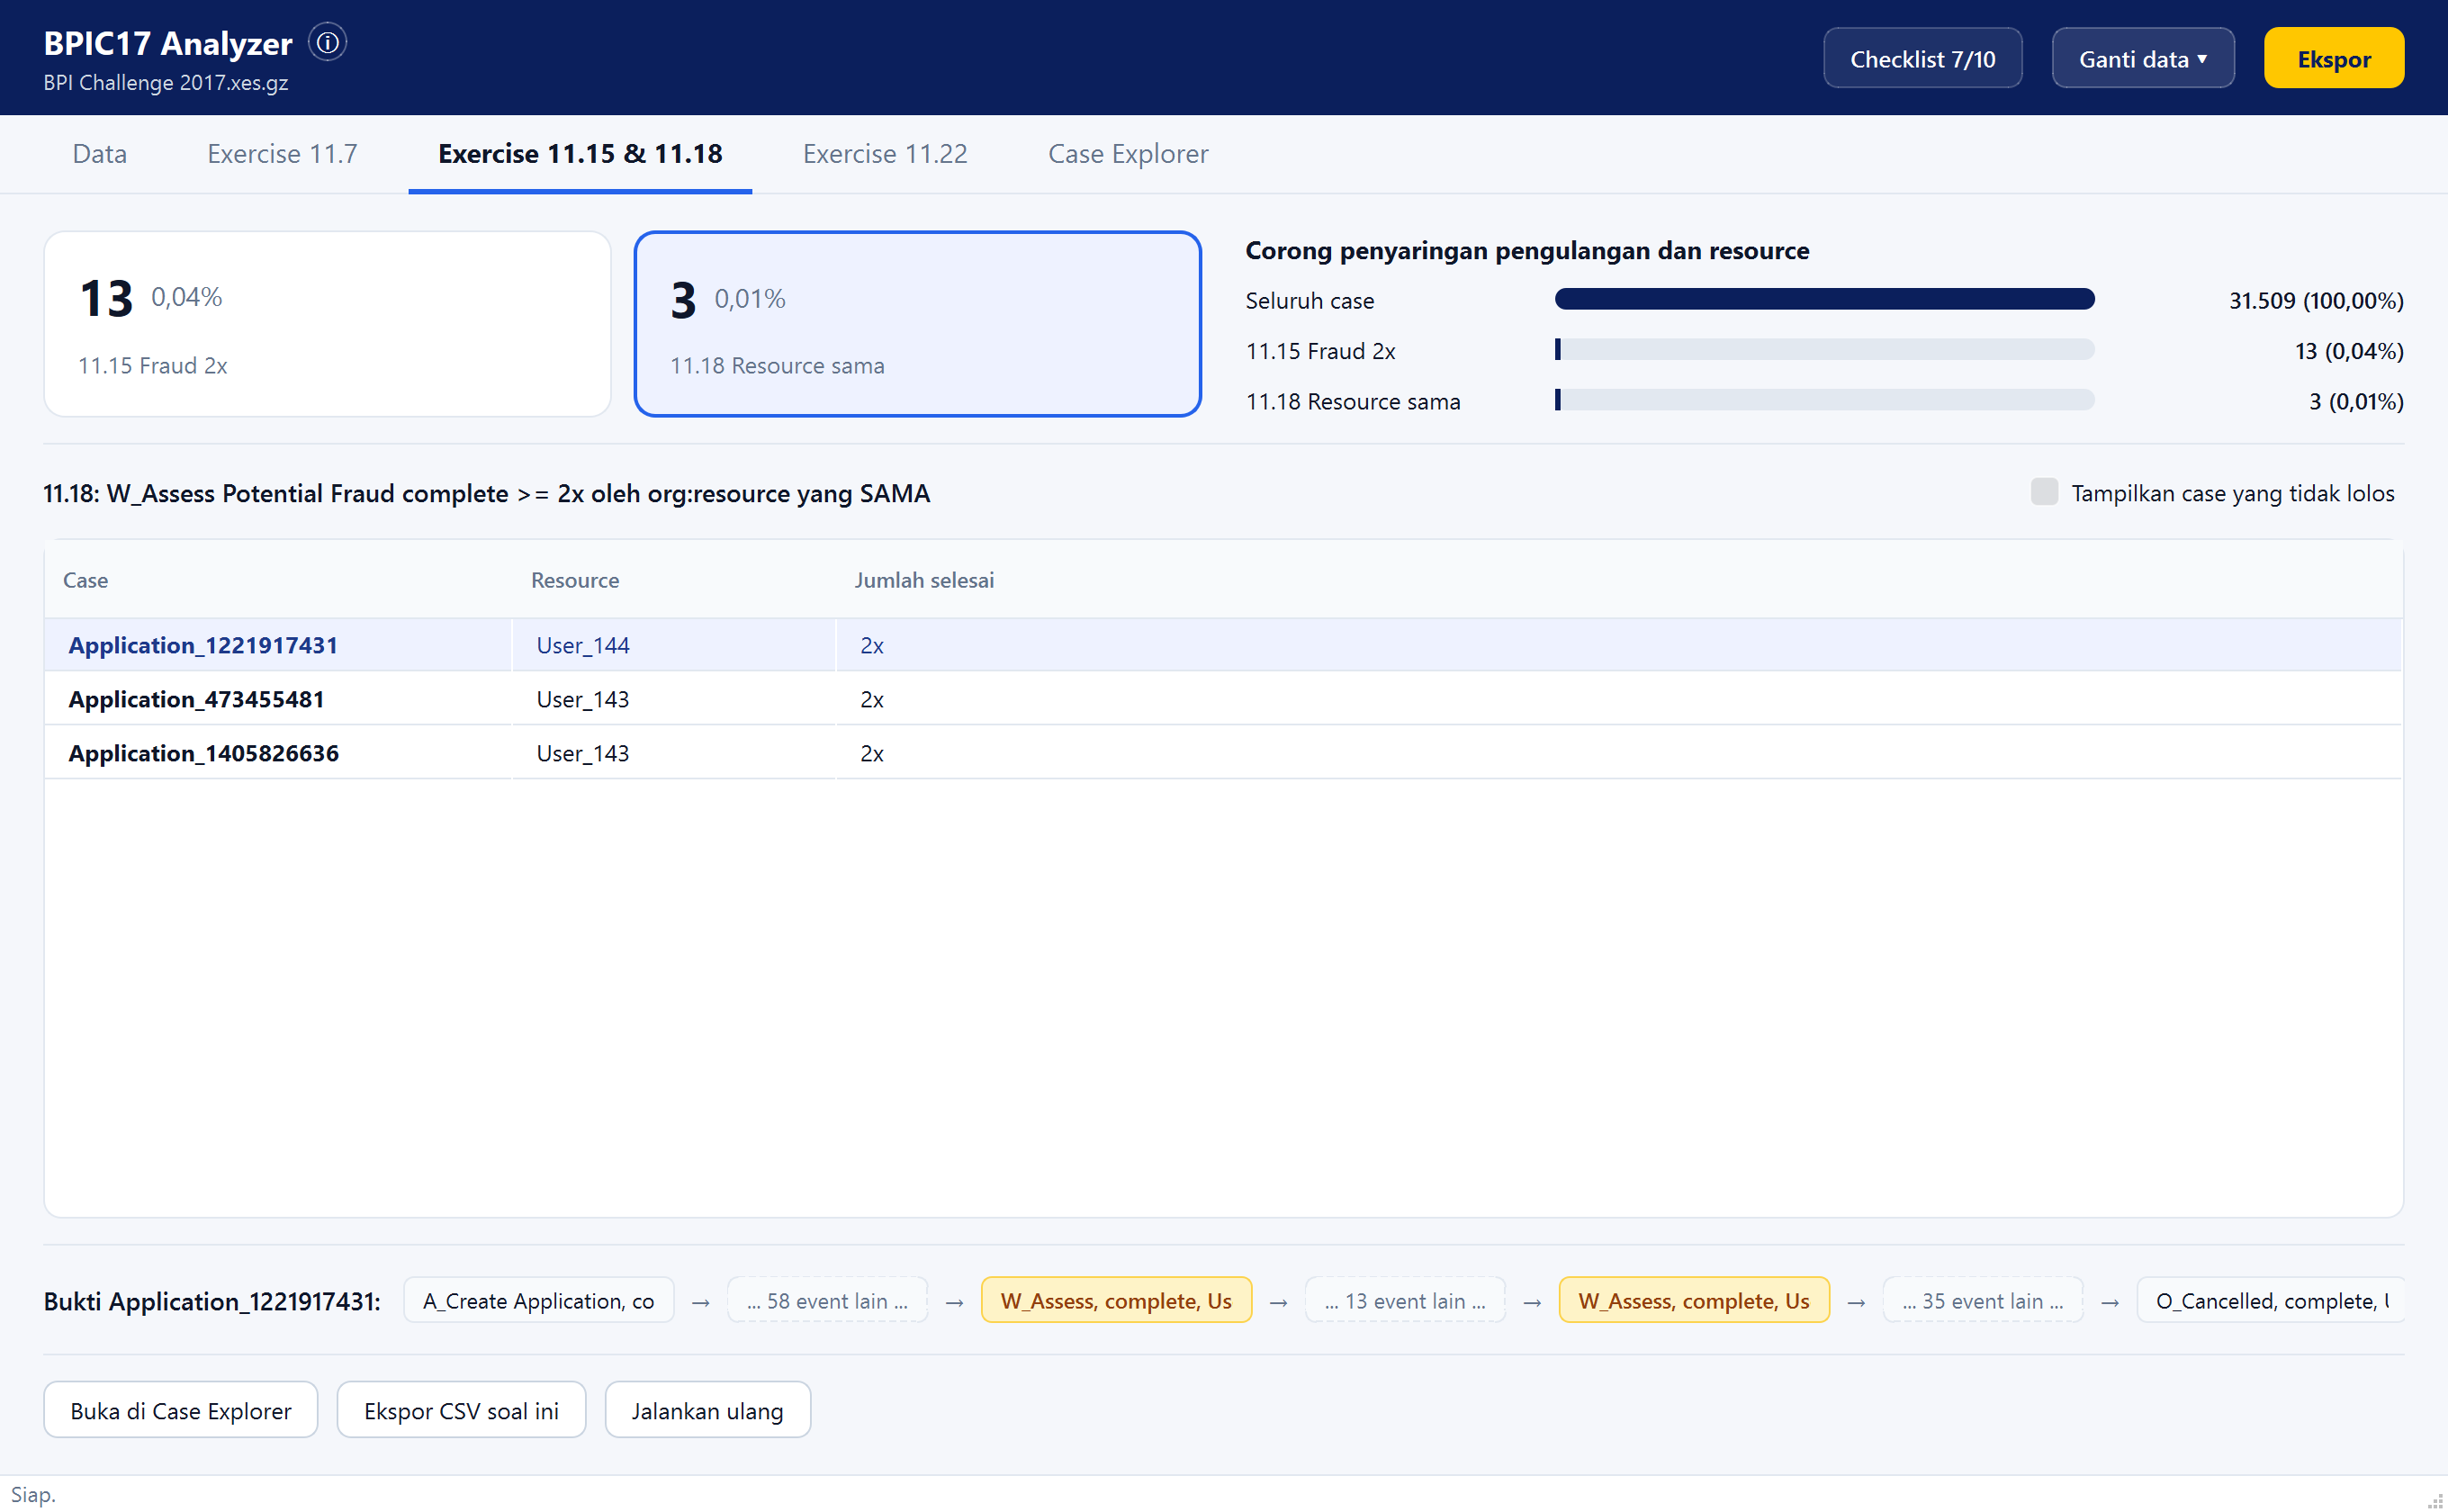 BPIC17 Analyzer ⓘ
BPI Challenge 2017.xes.gz
Checklist 7/10
Ganti data ▾
Ekspor
Data
Exercise 11.7
Exercise 11.15 & 11.18
Exercise 11.22
Case Explorer
13 0,04%
11.15 Fraud 2x
3 0,01%
11.18 Resource sama
Corong penyaringan pengulangan dan resource
Seluruh case 31.509 (100,00%)
11.15 Fraud 2x 13 (0,04%)
11.18 Resource sama 3 (0,01%)
11.18: W_Assess Potential Fraud complete >= 2x oleh org:resource yang SAMA
Tampilkan case yang tidak lolos
Case Resource Jumlah selesai
Application_1221917431 User_144 2x
Application_473455481 User_143 2x
Application_1405826636 User_143 2x
Bukti Application_1221917431: A_Create Application, co → ... 58 event lain ... → W_Assess, complete, Us → ... 13 event lain ... → W_Assess, complete, Us → ... 35 event lain ... → O_Cancelled, complete,
Buka di Case Explorer
Ekspor CSV soal ini
Jalankan ulang
Siap.